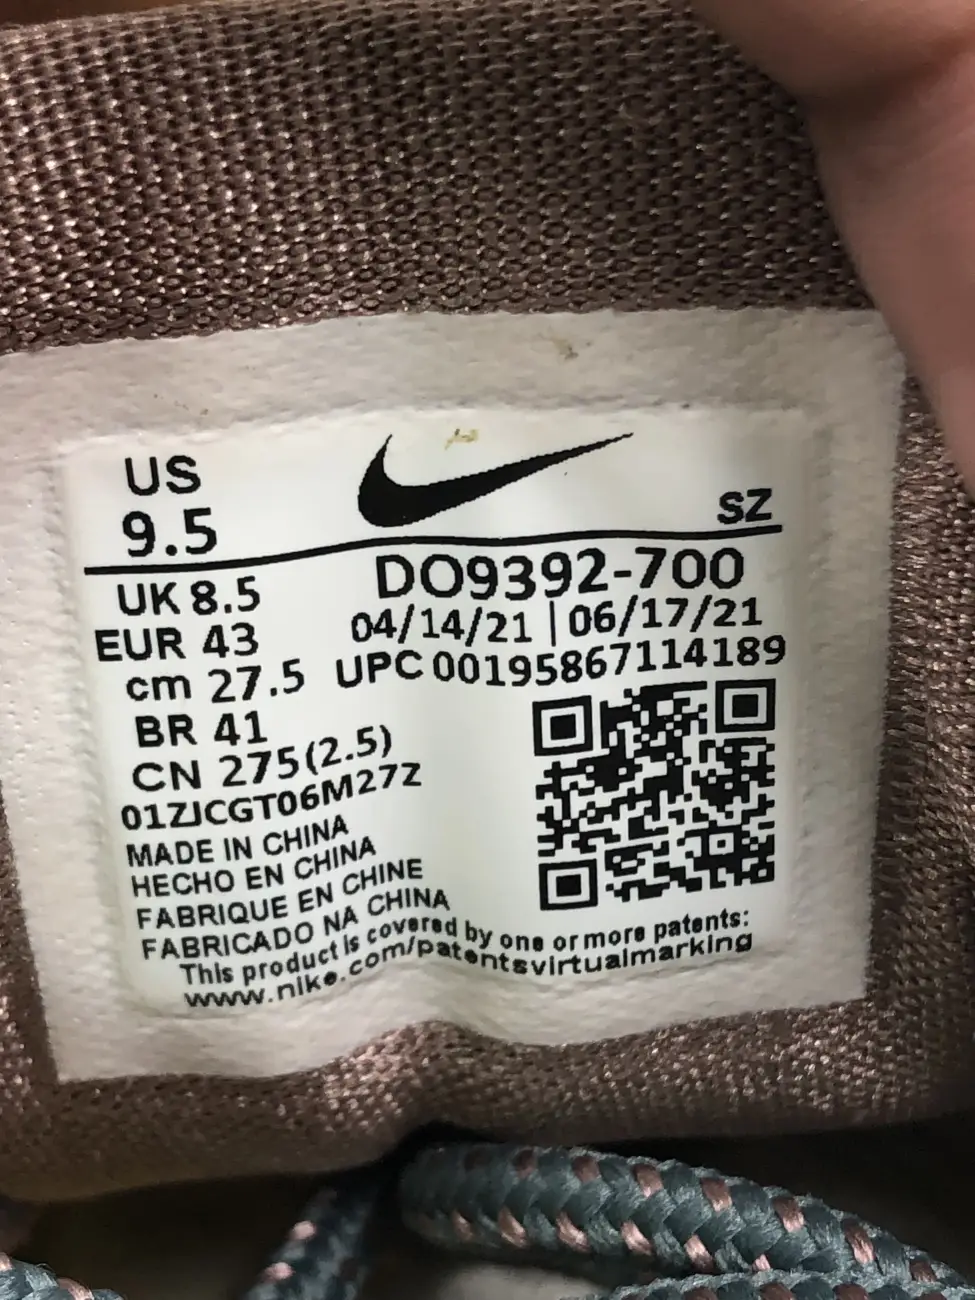 US
9.5
SZ
UK 8.5
EUR 43
cm 27.5
BR 41
CN 275(2.5)
DO9392-700
04/14/21 | 06/17/21
UPC 00195867114189
01ZJCGT06M27Z
MADE IN CHINA
HECHO EN CHINA
FABRIQUE EN CHINE
FABRICADO NA CHINA
This product is covered by one or more patents:
www.nike.com/patentsvirtualmarking